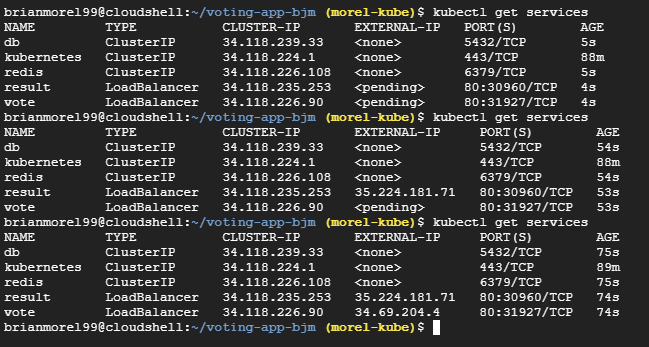 brianmorel99@cloudshell:~/voting-app-bjm (morel-kube)$ kubectl get services
NAME TYPE CLUSTER-IP EXTERNAL-IP PORT(S) AGE
db ClusterIP 34.118.239.33 <none> 5432/TCP 5s
kubernetes ClusterIP 34.118.224.1 <none> 443/TCP 88m
redis ClusterIP 34.118.226.108 <none> 6379/TCP 5s
result LoadBalancer 34.118.235.253 <pending> 80:30960/TCP 4s
vote LoadBalancer 34.118.226.90 <pending> 80:31927/TCP 4s
brianmorel99@cloudshell:~/voting-app-bjm (morel-kube)$ kubectl get services
NAME TYPE CLUSTER-IP EXTERNAL-IP PORT(S) AGE
db ClusterIP 34.118.239.33 <none> 5432/TCP 54s
kubernetes ClusterIP 34.118.224.1 <none> 443/TCP 88m
redis ClusterIP 34.118.226.108 <none> 6379/TCP 54s
result LoadBalancer 34.118.235.253 35.224.181.71 80:30960/TCP 53s
vote LoadBalancer 34.118.226.90 <pending> 80:31927/TCP 53s
brianmorel99@cloudshell:~/voting-app-bjm (morel-kube)$ kubectl get services
NAME TYPE CLUSTER-IP EXTERNAL-IP PORT(S) AGE
db ClusterIP 34.118.239.33 <none> 5432/TCP 75s
kubernetes ClusterIP 34.118.224.1 <none> 443/TCP 89m
redis ClusterIP 34.118.226.108 <none> 6379/TCP 75s
result LoadBalancer 34.118.235.253 35.224.181.71 80:30960/TCP 74s
vote LoadBalancer 34.118.226.90 34.69.204.4 80:31927/TCP 74s
brianmorel99@cloudshell:~/voting-app-bjm (morel-kube)$